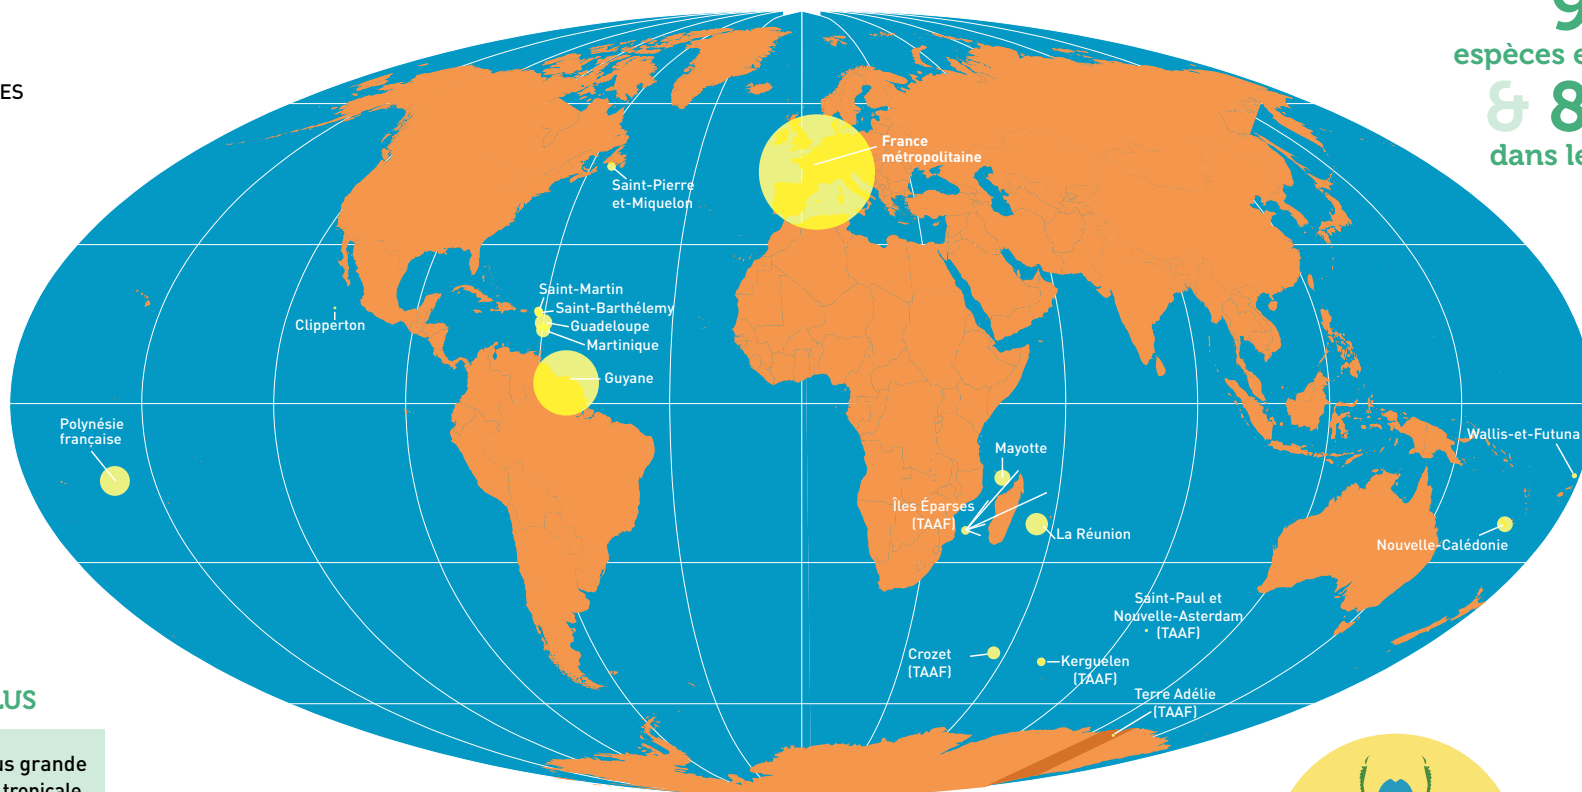 ES
9
espèces e
& 8
dans le
France
métropolitaine
Saint-Pierre
et-Miquelon
Saint-Martin
Saint-Barthélemy
Guadeloupe
Martinique
Clipperton
Guyane
Polynésie
française
Mayotte
Wallis-et-Futuna
Îles Éparses
(TAAF)
La Réunion
Nouvelle-Calédonie
Saint-Paul et
Nouvelle-Asterdam
(TAAF)
Crozet
(TAAF)
Kerguelen
(TAAF)
Terre Adélie
(TAAF)
LUS
us grande
tropicale